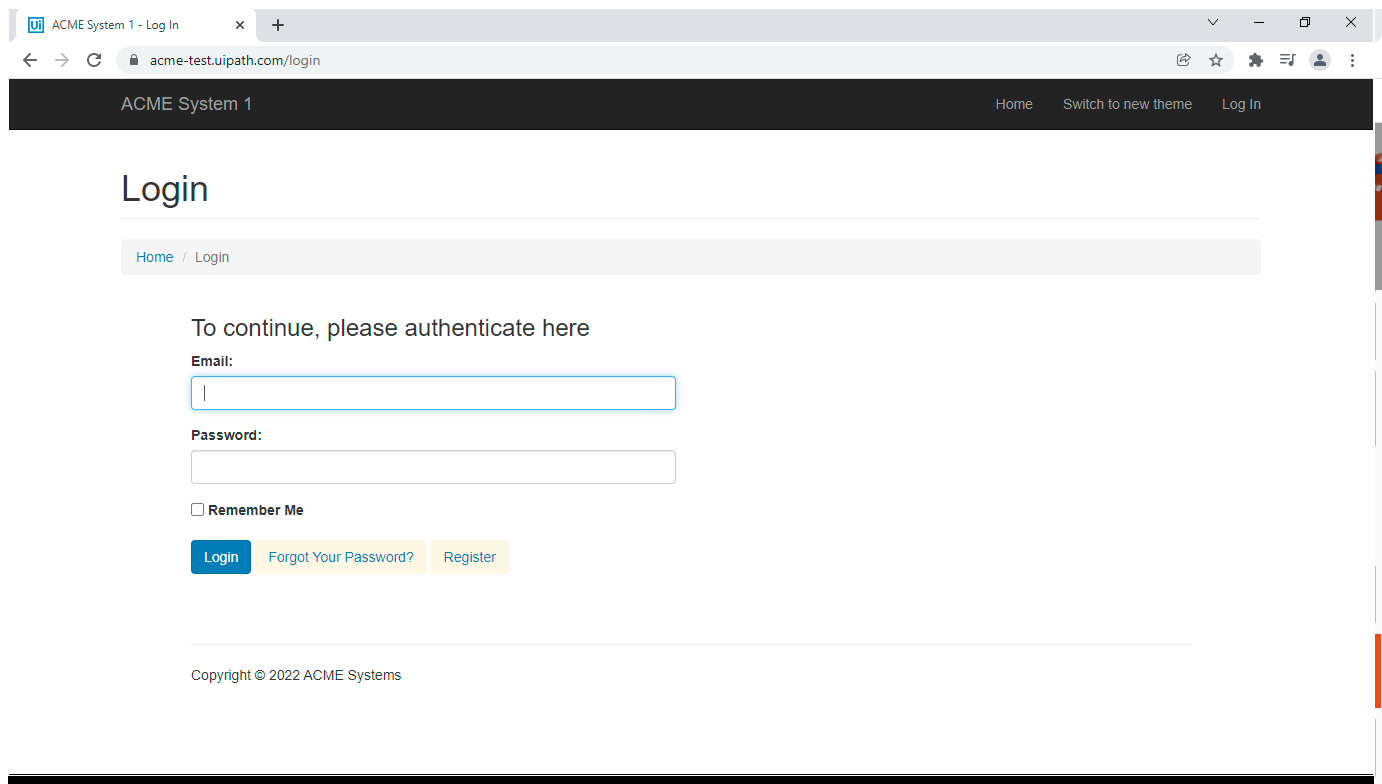 Ui ACME System 1 - Log In
acme-test.uipath.com/login
ACME System 1 Home Switch to new theme Log In
Login
Home / Login
To continue, please authenticate here
Email:
Password:
Remember Me
Login Forgot Your Password? Register
Copyright © 2022 ACME Systems